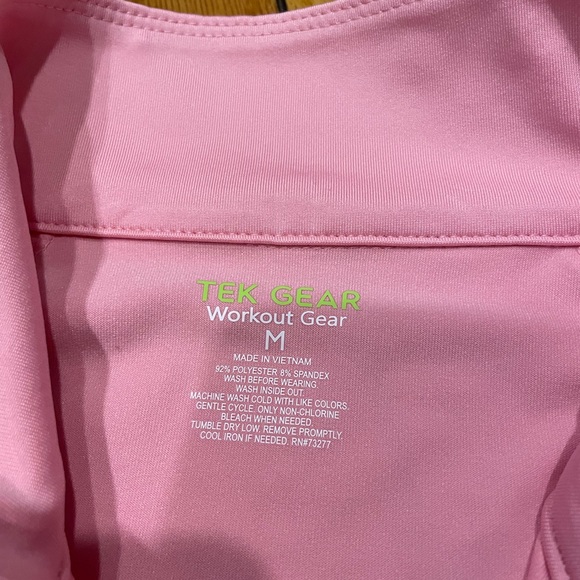 TEK GEAR
Workout Gear
M
MADE IN VIETNAM
92% POLYESTER 8% SPANDEX
WASH BEFORE WEARING.
WASH INSIDE OUT.
MACHINE WASH COLD WITH LIKE COLORS.
GENTLE CYCLE. ONLY NON-CHLORINE
BLEACH WHEN NEEDED.
TUMBLE DRY LOW. REMOVE PROMPTLY.
COOL IRON IF NEEDED. RN#73277